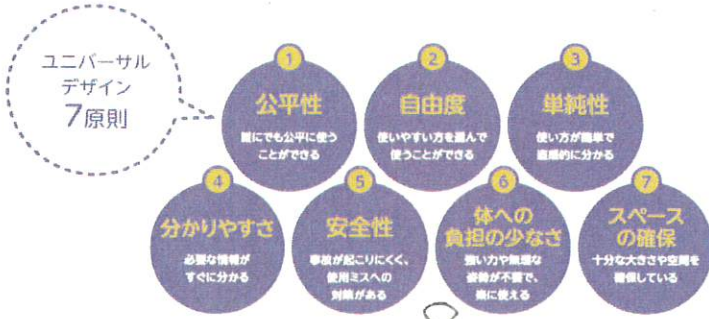 ユニバーサル
デザイン
7原則
1
公平性
誰にでも公平に使う
ことができる
2
自由度
使いやすい方を選んで
使うことができる
3
単純性
使い方が簡単で
直感的に分かる
4
分かりやすさ
必要な情報が
すぐに分かる
5
安全性
事故が起こりにくく、
使用ミスへの
対策がある
6
体への
負担の少なさ
強い力や無理な
姿勢が不要で、
楽に使える
7
スペース
の確保
十分な大きさや空間を
確保している